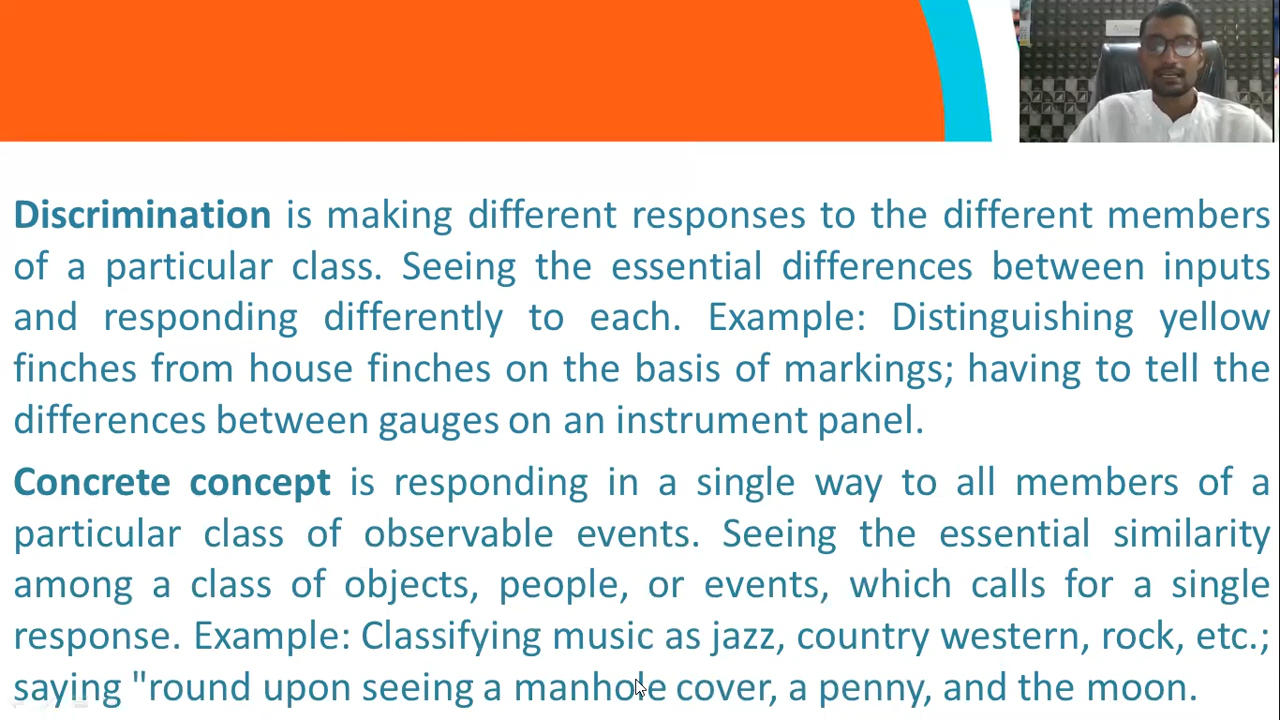 Discrimination is making different responses to the different members
of a particular class. Seeing the essential differences between inputs
and responding differently to each. Example: Distinguishing yellow
finches from house finches on the basis of markings; having to tell the
differences between gauges on an instrument panel.
Concrete concept is responding in a single way to all members of a
particular class of observable events. Seeing the essential similarity
among a class of objects, people, or events, which calls for a single
response. Example: Classifying music as jazz, country western, rock, etc.;
saying "round upon seeing a manhole cover, a penny, and the moon.